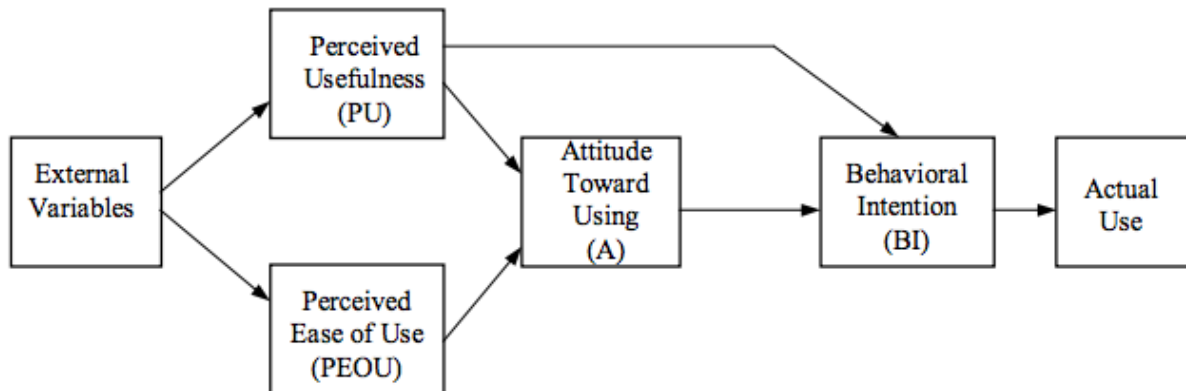 External
Variables
Perceived
Usefulness
(PU)
Perceived
Ease of Use
(PEOU)
Attitude
Toward
Using
(A)
Behavioral
Intention
(BI)
Actual
Use